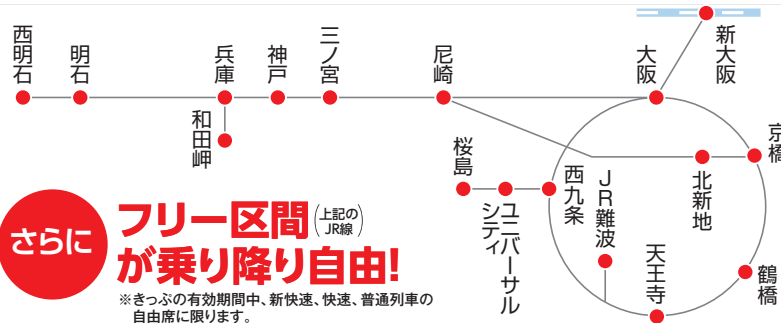 西明石
明石
兵庫
和田岬
神戸
三ノ宮
尼崎
大阪
新大阪
京橋
北新地
鶴橋
天王寺
JR難波
西九条
ユニバーサル
シティ
桜島
さらに
フリー区間(上記の
JR線)
が乗り降り自由!
※きっぷの有効期間中、新快速、快速、普通列車の
自由席に限ります。